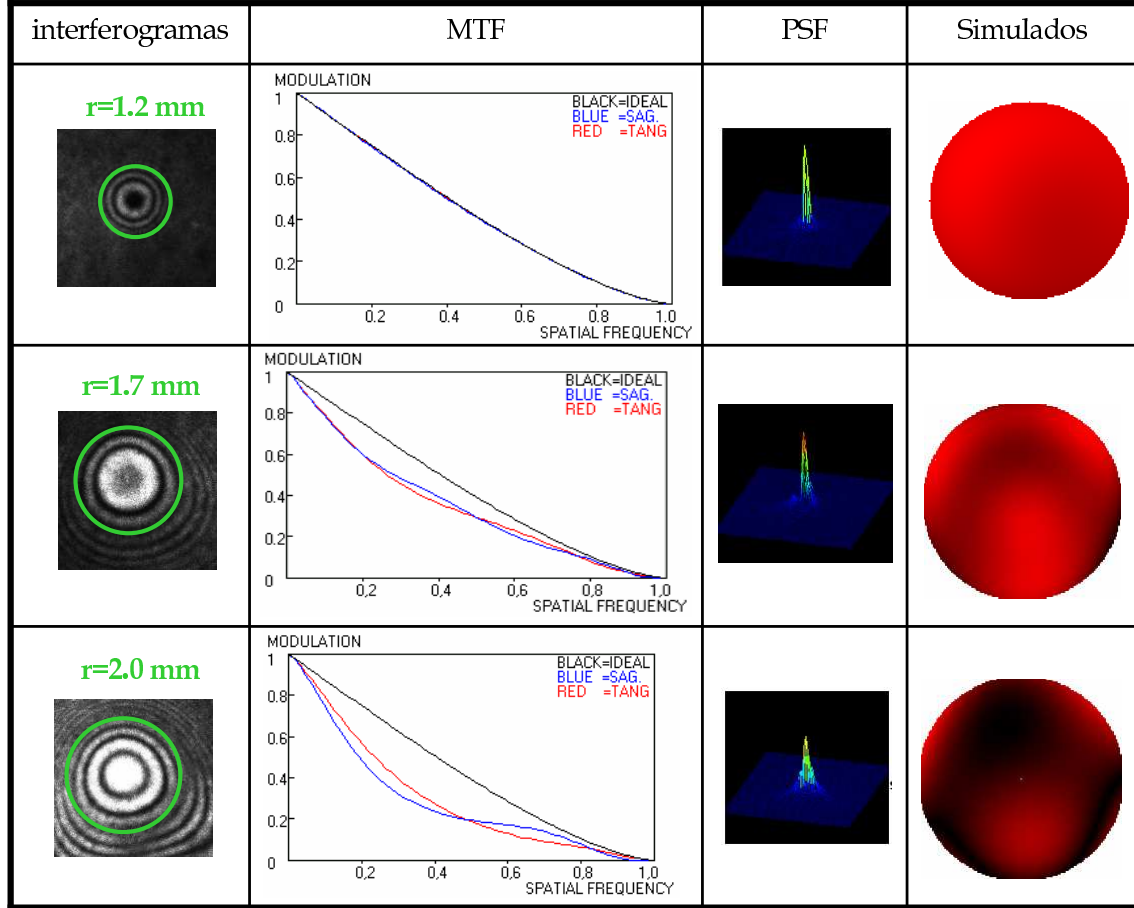 interferogramas MTF PSF Simulados
r=1.2 mm
MODULATION
BLACK=IDEAL
BLUE =SAG.
RED =TANG
1
0.8
0.6
0.4
0.2
0
0.2 0.4 0.6 0.8 1.0
SPATIAL FREQUENCY
r=1.7 mm
MODULATION
BLACK=IDEAL
BLUE =SAG.
RED =TANG
1
0.8
0.6
0.4
0.2
0
0,2 0,4 0,6 0,8 1,0
SPATIAL FREQUENCY
r=2.0 mm
MODULATION
BLACK=IDEAL
BLUE =SAG.
RED =TANG
1
0.8
0.6
0.4
0.2
0
0,2 0,4 0,6 0,8 1,0
SPATIAL FREQUENCY